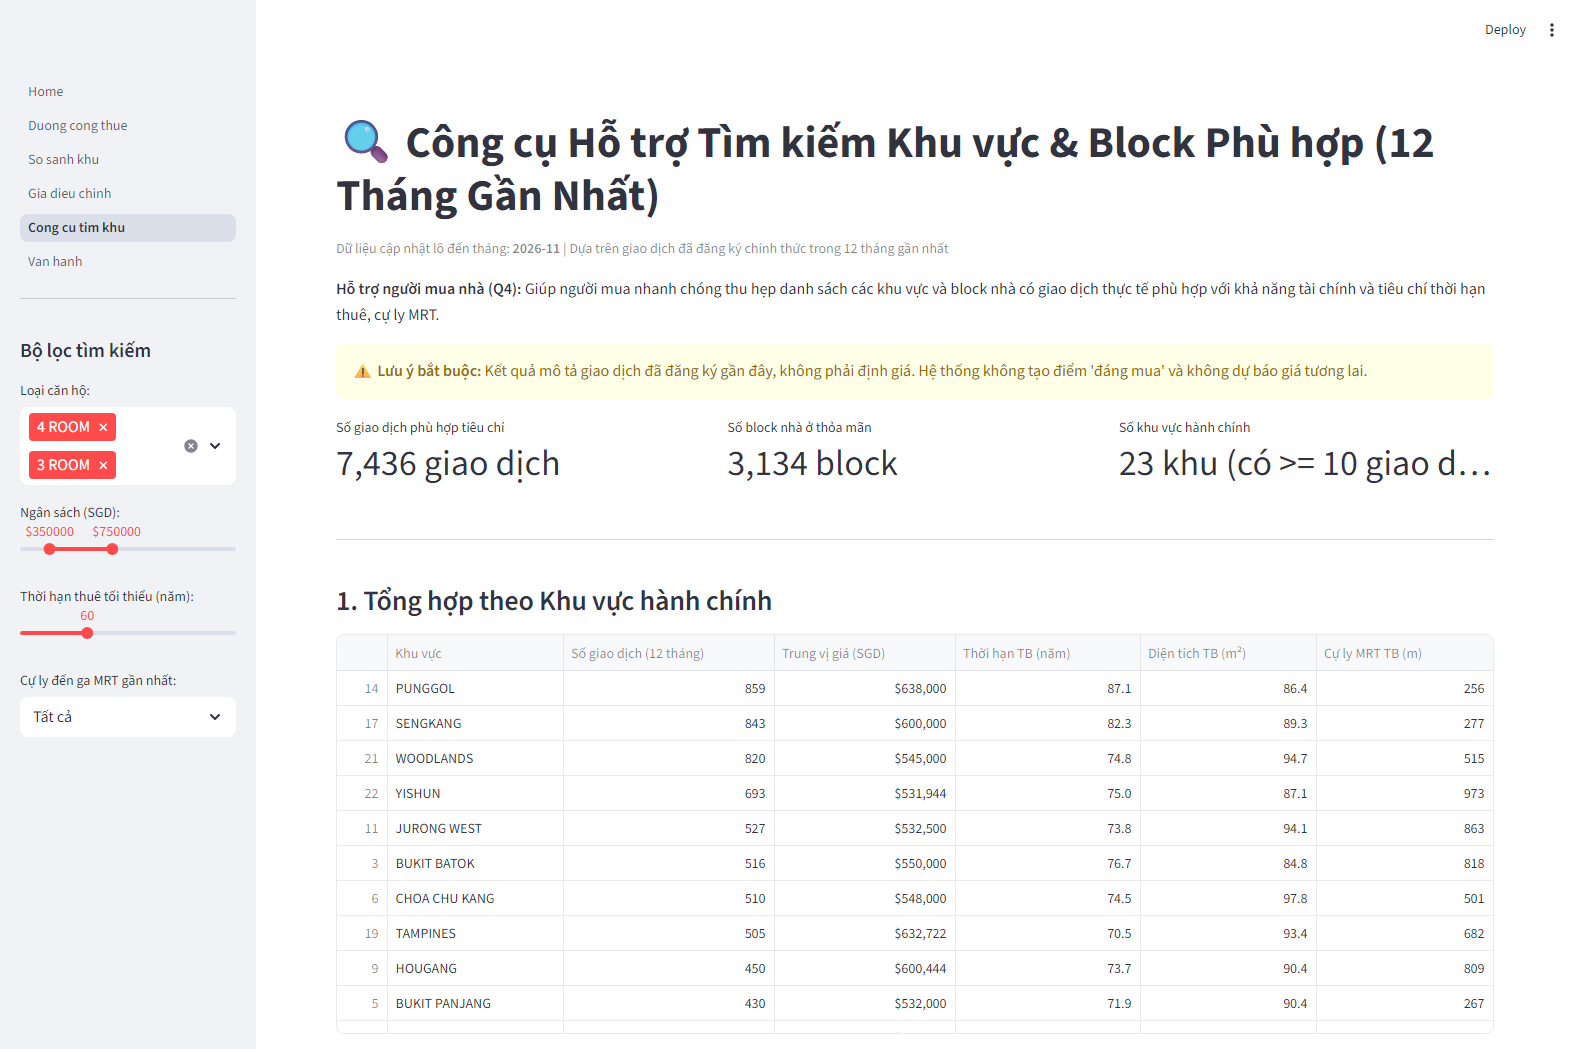 Deploy
Home
Duong cong thue
So sanh khu
Gia dieu chinh
Cong cu tim khu
Van hanh
Bộ lọc tìm kiếm
Loại căn hộ:
4 ROOM ×
3 ROOM ×
Ngân sách (SGD):
$350000 $750000
Thời hạn thuê tối thiểu (năm):
60
Cự ly đến ga MRT gần nhất:
Tất cả
Công cụ Hỗ trợ Tìm kiếm Khu vực & Block Phù hợp (12
Tháng Gần Nhất)
Dữ liệu cập nhật lô đến tháng: 2026-11 | Dựa trên giao dịch đã đăng ký chính thức trong 12 tháng gần nhất
Hỗ trợ người mua nhà (Q4): Giúp người mua nhanh chóng thu hẹp danh sách các khu vực và block nhà có giao dịch thực tế phù hợp với khả năng tài chính và tiêu chí thời hạn
thuê, cự ly MRT.
Lưu ý bắt buộc: Kết quả mô tả giao dịch đã đăng ký gần đây, không phải định giá. Hệ thống không tạo điểm 'đáng mua' và không dự báo giá tương lai.
Số giao dịch phù hợp tiêu chí
7,436 giao dịch
Số block nhà ở thỏa mãn
3,134 block
Số khu vực hành chính
23 khu (có >= 10 giao d...
1. Tổng hợp theo Khu vực hành chính
Khu vực Số giao dịch (12 tháng) Trung vị giá (SGD) Thời hạn TB (năm) Diện tích TB (m²) Cự ly MRT TB (m)
14 PUNGGOL 859 $638,000 87.1 86.4 256
17 SENGKANG 843 $600,000 82.3 89.3 277
21 WOODLANDS 820 $545,000 74.8 94.7 515
22 YISHUN 693 $531,944 75.0 87.1 973
11 JURONG WEST 527 $532,500 73.8 94.1 863
3 BUKIT BATOK 516 $550,000 76.7 84.8 818
6 CHOA CHU KANG 510 $548,000 74.5 97.8 501
19 TAMPINES 505 $632,722 70.5 93.4 682
9 HOUGANG 450 $600,444 73.7 90.4 809
5 BUKIT PANJANG 430 $532,000 71.9 90.4 267